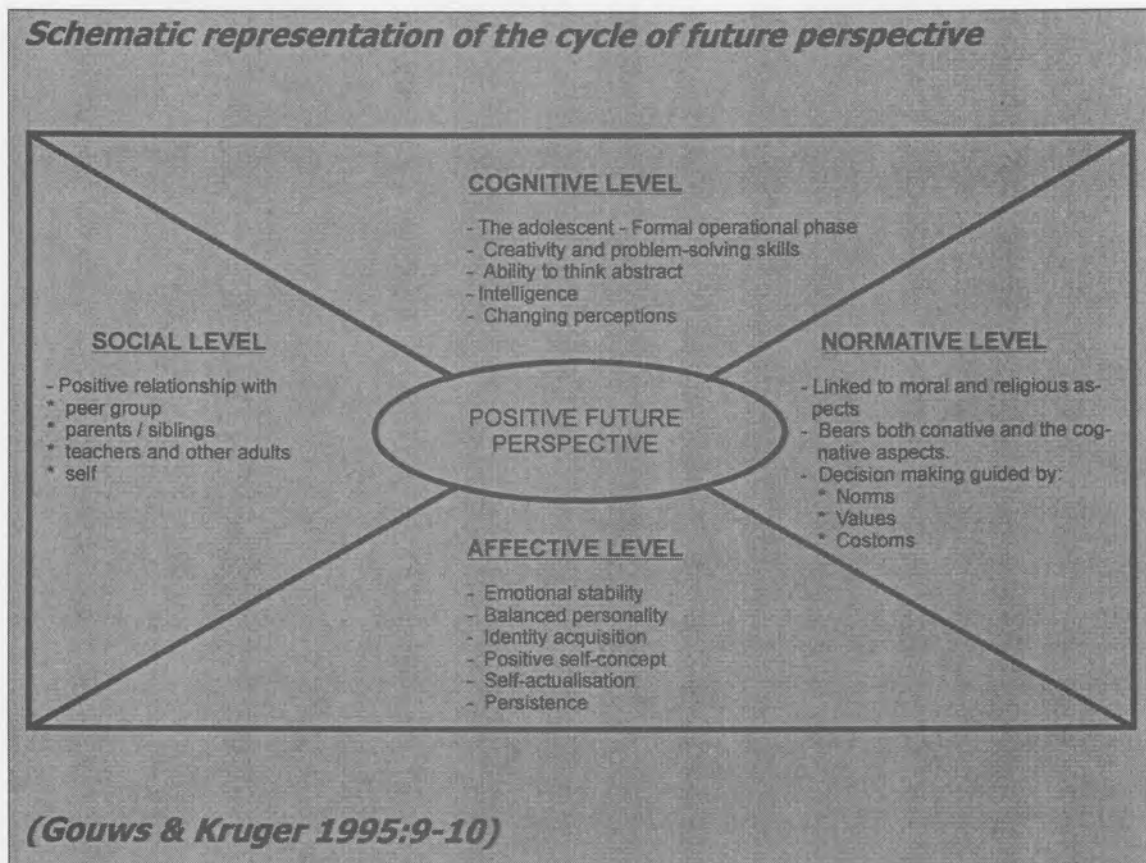 Schematic representation of the cycle of future perspective
COGNITIVE LEVEL
- The adolescent - Formal operational phase
- Creativity and problem-solving skills
- Ability to think abstract
- Intelligence
- Changing perceptions
SOCIAL LEVEL
- Positive relationship with
* peer group
* parents / siblings
* teachers and other adults
* self
POSITIVE FUTURE
PERSPECTIVE
NORMATIVE LEVEL
- Linked to moral and religious as-
pects
- Bears both conative and the cog-
native aspects.
- Decision making guided by:
* Norms
* Values
* Costoms
AFFECTIVE LEVEL
- Emotional stability
- Balanced personality
- Identity acquisition
- Positive self-concept
- Self-actualisation
- Persistence
(Gouws & Kruger 1995:9-10)